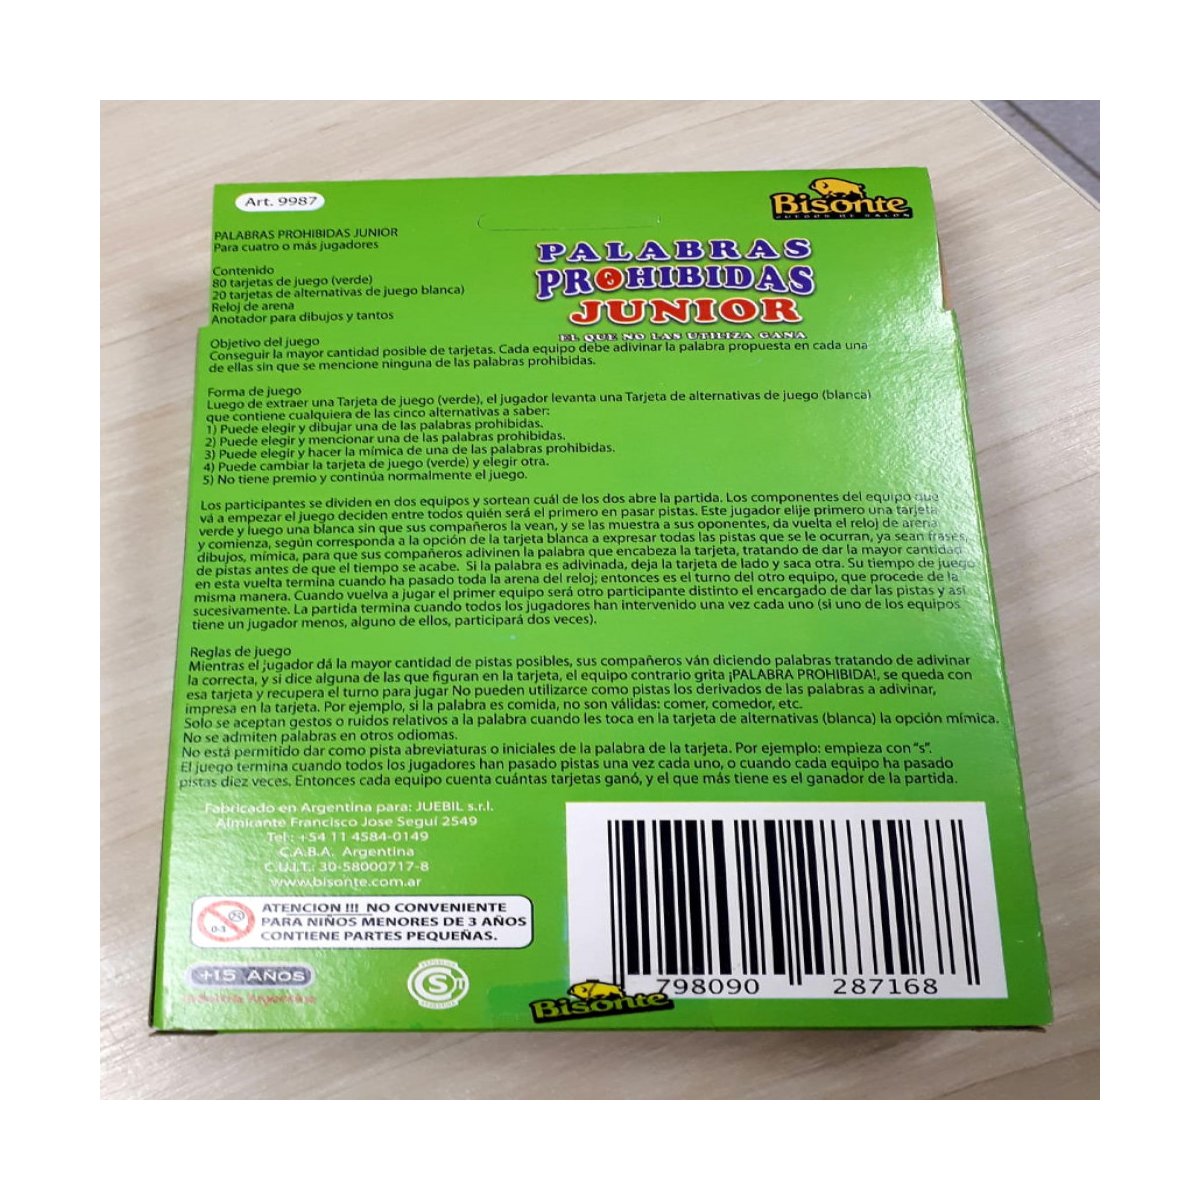 Art. 9987
Bisonte
JUEGOS DE SALON
PALABRAS PROHIBIDAS JUNIOR
Para cuatro o más jugadores
PALABRAS
PROHIBIDAS
JUNIOR
EL QUE NO LAS UTILIZA GANA
Contenido
80 tarjetas de juego (verde)
20 tarjetas de alternativas de juego blanca)
Reloj de arena
Anotador para dibujos y tantos
Objetivo del juego
Conseguir la mayor cantidad posible de tarjetas. Cada equipo debe adivinar la palabra propuesta en cada una
de ellas sin que se mencione ninguna de las palabras prohibidas.
Forma de juego
Luego de extraer una Tarjeta de juego (verde), el jugador levanta una Tarjeta de alternativas de juego (blanca)
que contiene cualquiera de las cinco alternativas a saber:
1) Puede elegir y dibujar una de las palabras prohibidas.
2) Puede elegir y mencionar una de las palabras prohibidas.
3) Puede elegir y hacer la mímica de una de las palabras prohibidas.
4) Puede cambiar la tarjeta de juego (verde) y elegir otra.
5) No tiene premio y continúa normalmente el juego.
Los participantes se dividen en dos equipos y sortean cuál de los dos abre la partida. Los componentes del equipo que
vá a empezar el juego deciden entre todos quién será el primero en pasar pistas. Este jugador elije primero una tarjeta
verde y luego una blanca sin que sus compañeros la vean, y se las muestra a sus oponentes, da vuelta el reloj de arena
y comienza, según corresponda a la opción de la tarjeta blanca a expresar todas las pistas que se le ocurran, ya sean frases,
dibujos, mímica, para que sus compañeros adivinen la palabra que encabeza la tarjeta, tratando de dar la mayor cantidad
de pistas antes de que el tiempo se acabe. Si la palabra es adivinada, deja la tarjeta de lado y saca otra. Su tiempo de juego
en esta vuelta termina cuando ha pasado toda la arena del reloj; entonces es el turno del otro equipo, que procede de la
misma manera. Cuando vuelva a jugar el primer equipo será otro participante distinto el encargado de dar las pistas y así
sucesivamente. La partida termina cuando todos los jugadores han intervenido una vez cada uno (si uno de los equipos
tiene un jugador menos, alguno de ellos, participará dos veces).
Reglas de juego
Mientras el jugador dá la mayor cantidad de pistas posibles, sus compañeros ván diciendo palabras tratando de adivinar
la correcta, y si dice alguna de las que figuran en la tarjeta, el equipo contrario grita ¡PALABRA PROHIBIDA!, se queda con
esa tarjeta y recupera el turno para jugar No pueden utilizarce como pistas los derivados de las palabras a adivinar,
impresa en la tarjeta. Por ejemplo, si la palabra es comida, no son válidas: comer, comedor, etc.
Solo se aceptan gestos o ruidos relativos a la palabra cuando les toca en la tarjeta de alternativas (blanca) la opción mímica.
No se admiten palabras en otros odiomas.
No está permitido dar como pista abreviaturas o iniciales de la palabra de la tarjeta. Por ejemplo: empieza con "s".
El juego termina cuando todos los jugadores han pasado pistas una vez cada uno, o cuando cada equipo ha pasado
pistas diez veces. Entonces cada equipo cuenta cuántas tarjetas ganó, y el que más tiene es el ganador de la partida.
Fabricado en Argentina para: JUEBIL s.r.l.
Almirante Francisco Jose Seguí 2549
Tel.: +54 11 4584-0149
C.A.B.A. Argentina
C.U.I.T.: 30-58000717-8
www.bisonte.com.ar
0-3
ATENCION !!! NO CONVENIENTE
PARA NIÑOS MENORES DE 3 AÑOS
CONTIENE PARTES PEQUEÑAS.
+15 AÑOS
Industria Argentina
S
Bisonte
798090 287168